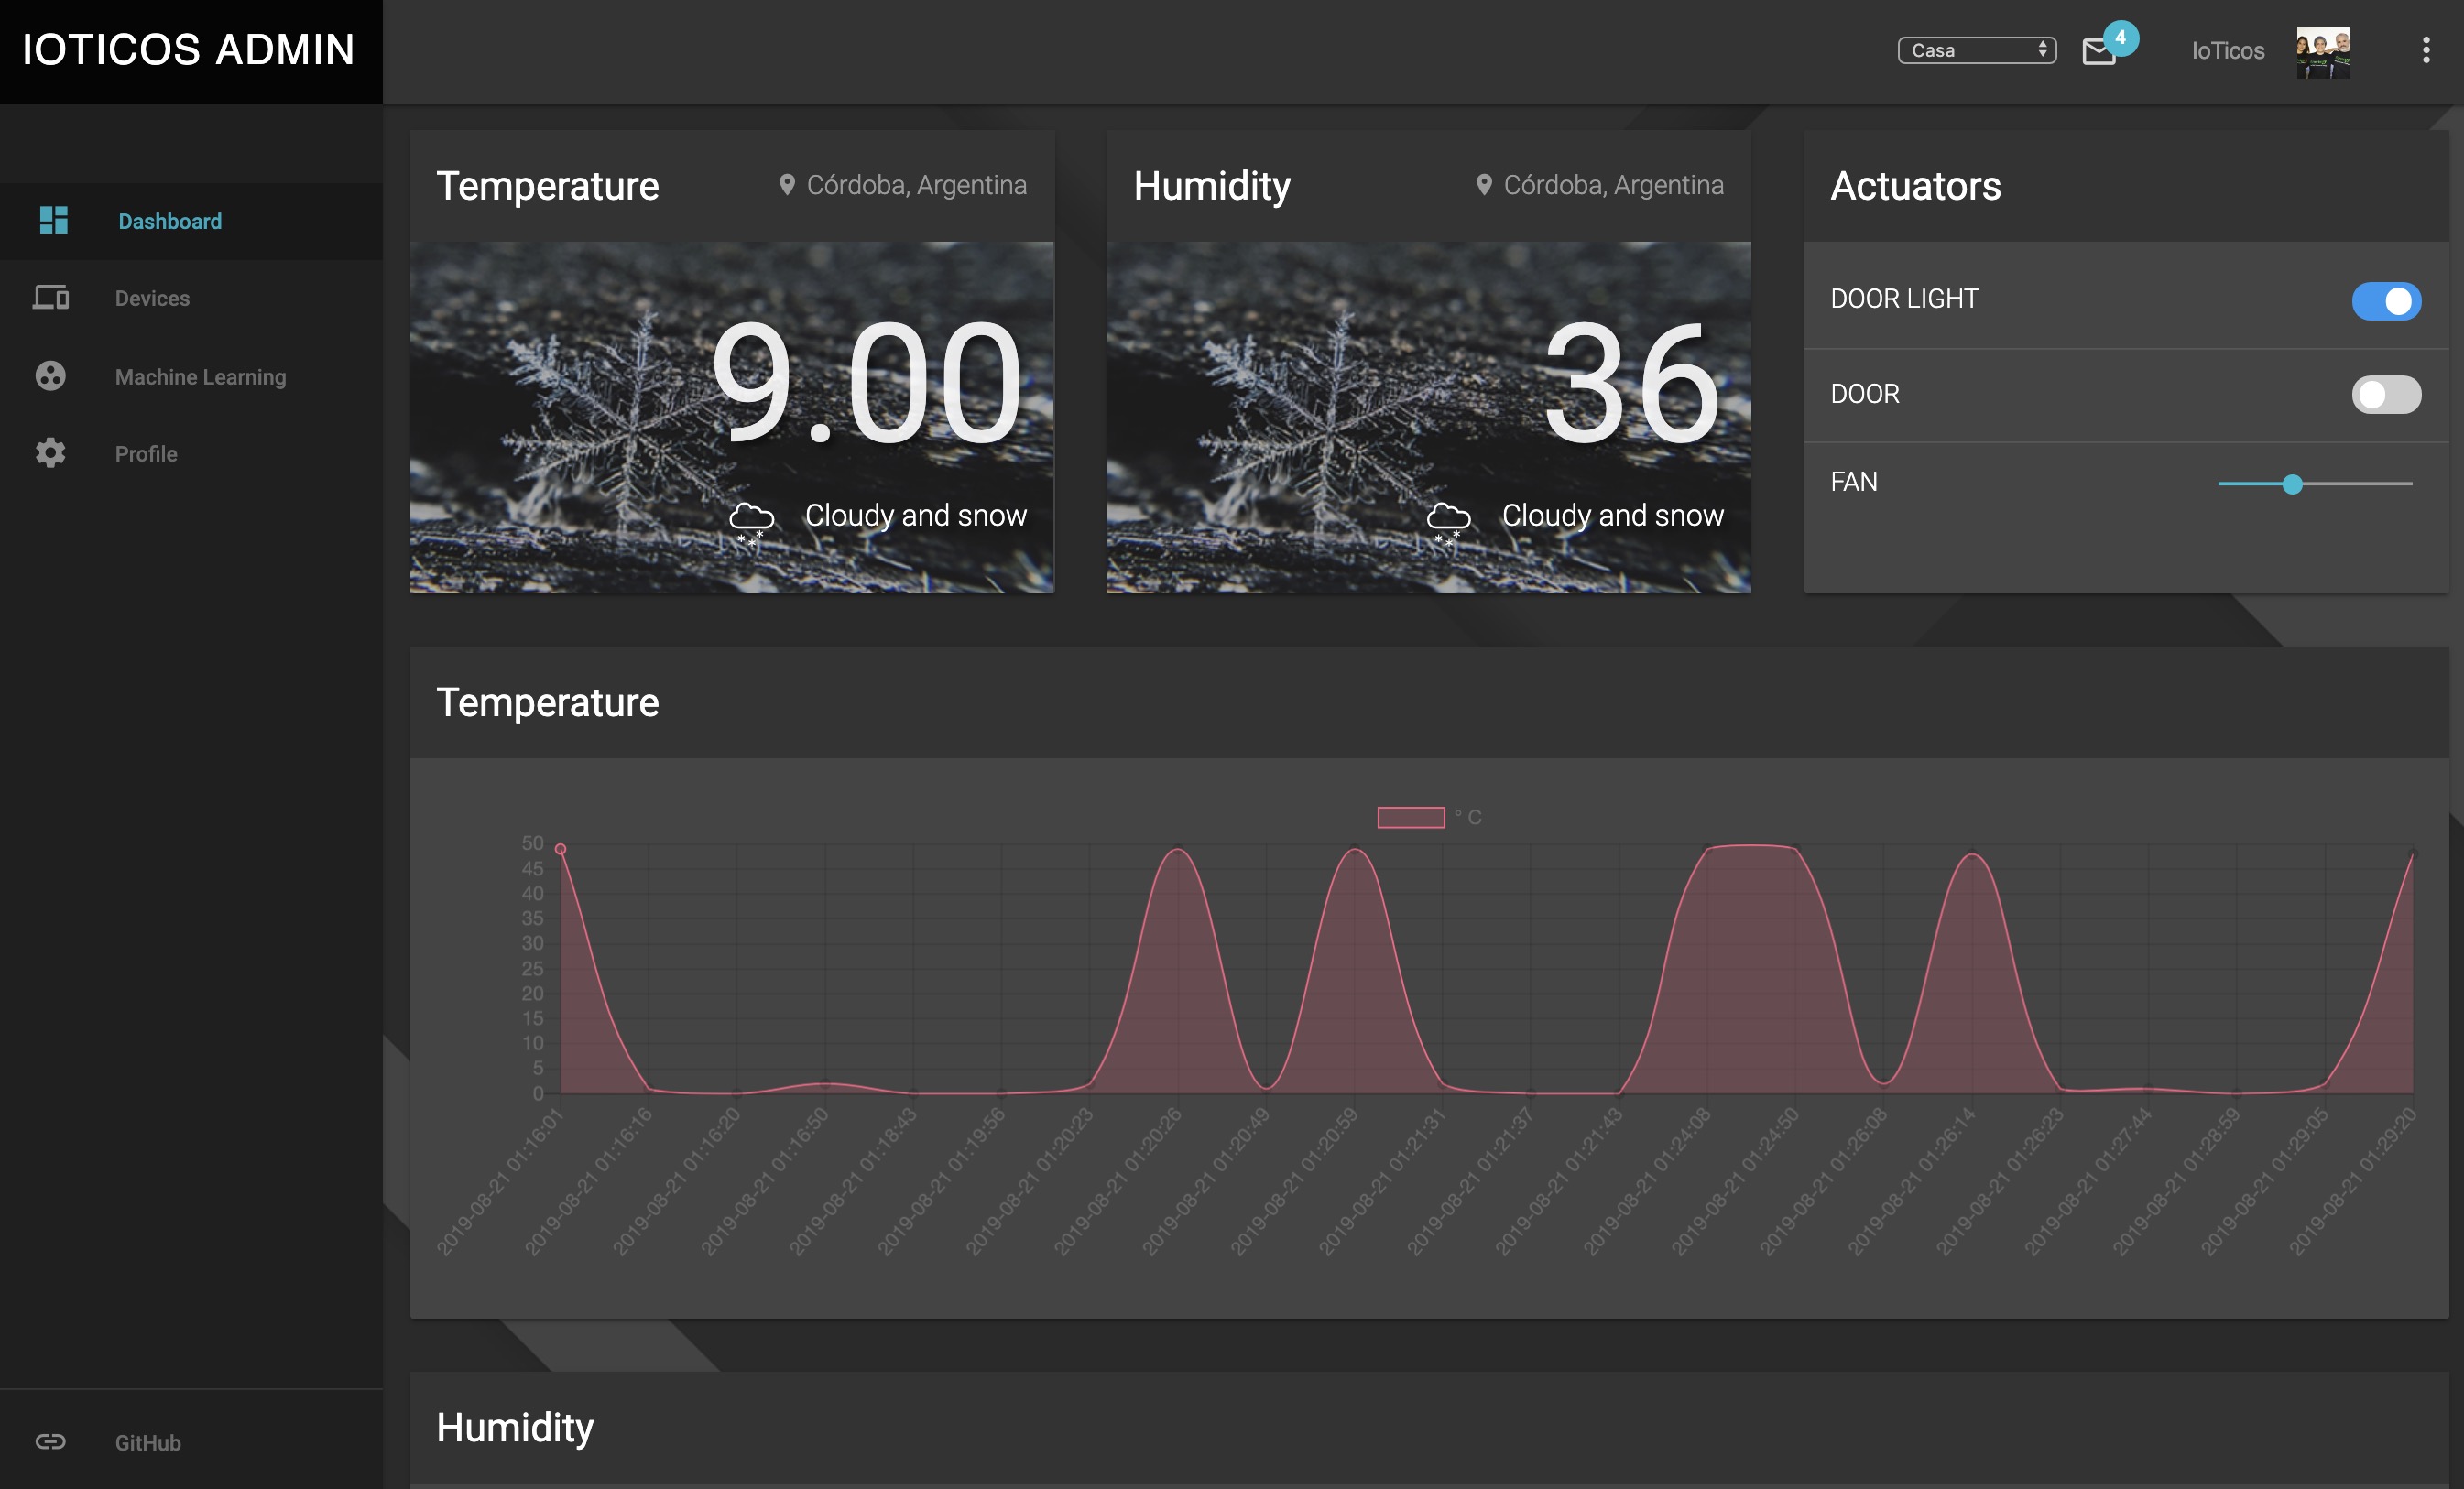 IOTICOS ADMIN
Casa
4
IoTicos
Dashboard
Devices
Machine Learning
Profile
GitHub
Temperature
Córdoba, Argentina
9.00
Cloudy and snow
Humidity
Córdoba, Argentina
36
Cloudy and snow
Actuators
DOOR LIGHT
DOOR
FAN
Temperature
° C
50
45
40
35
30
25
20
15
10
5
0
2019-08-21 01:16:01
2019-08-21 01:16:16
2019-08-21 01:16:20
2019-08-21 01:16:50
2019-08-21 01:18:43
2019-08-21 01:19:56
2019-08-21 01:20:23
2019-08-21 01:20:26
2019-08-21 01:20:49
2019-08-21 01:20:59
2019-08-21 01:21:31
2019-08-21 01:21:37
2019-08-21 01:21:43
2019-08-21 01:24:08
2019-08-21 01:24:50
2019-08-21 01:26:08
2019-08-21 01:26:14
2019-08-21 01:26:23
2019-08-21 01:27:44
2019-08-21 01:28:59
2019-08-21 01:29:05
2019-08-21 01:29:20
Humidity